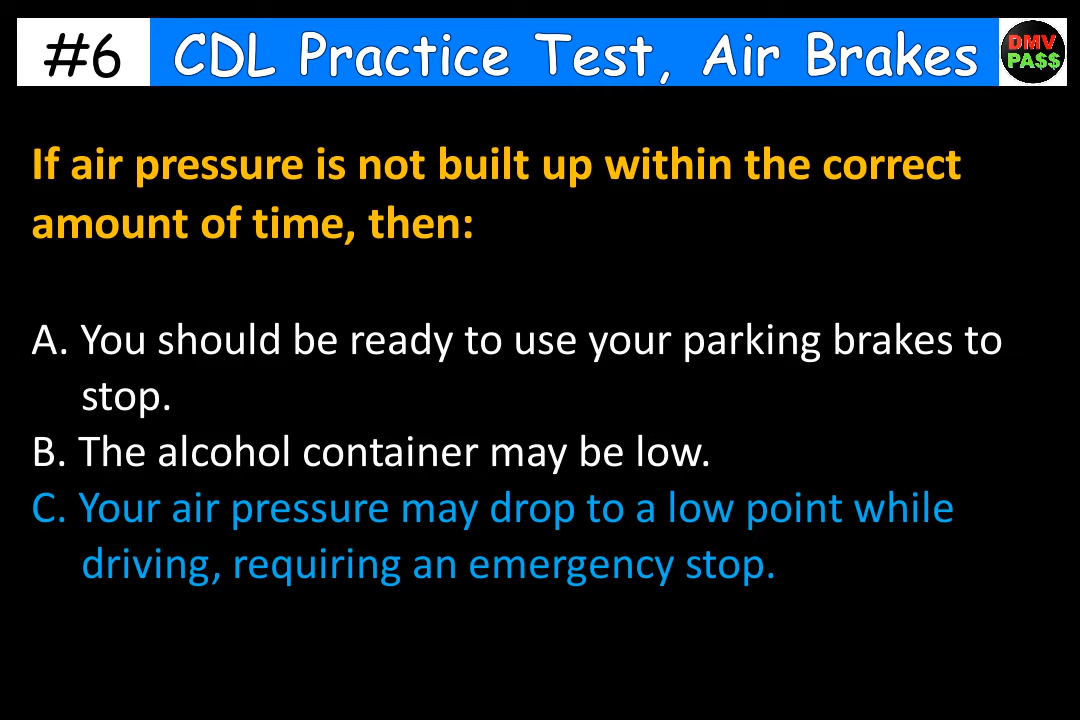 #6 CDL Practice Test, Air Brakes DMV
PA$$
If air pressure is not built up within the correct
amount of time, then:
A. You should be ready to use your parking brakes to
stop.
B. The alcohol container may be low.
C. Your air pressure may drop to a low point while
driving, requiring an emergency stop.